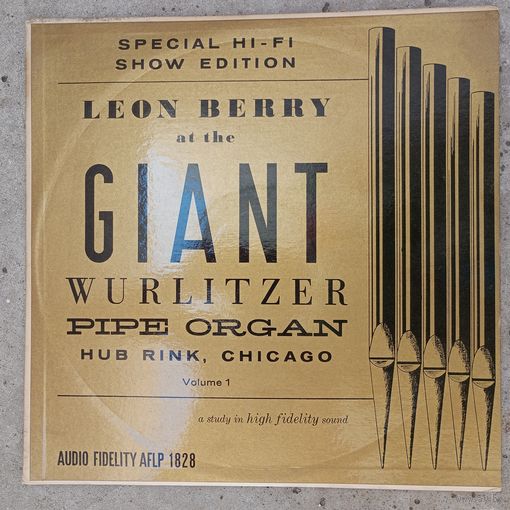 SPECIAL HI-FI
SHOW EDITION
LEON BERRY
at the
GIANT
WURLITZER
PIPE ORGAN
HUB RINK, CHICAGO
Volume 1
a study in high fidelity sound
AUDIO FIDELITY AFLP 1828